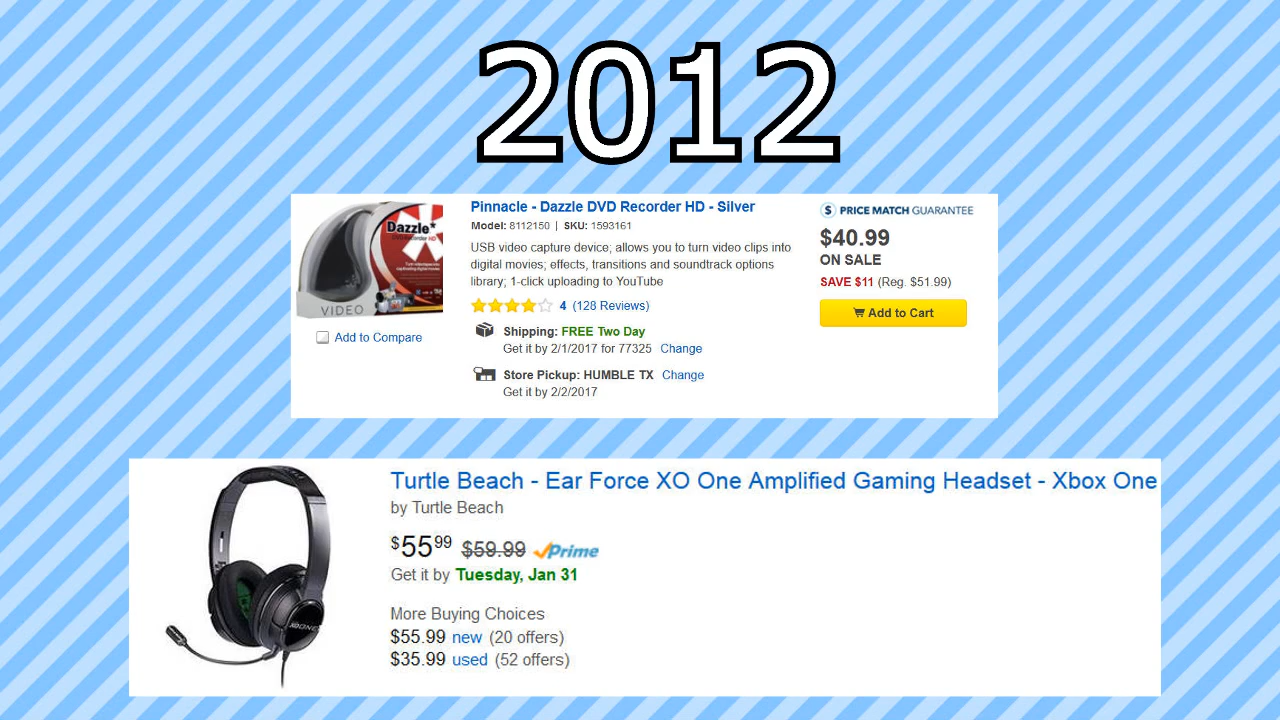 2012
Pinnacle - Dazzle DVD Recorder HD - Silver
Model: 8112150 | SKU: 1593161
USB video capture device; allows you to turn video clips into
digital movies; effects, transitions and soundtrack options
library; 1-click uploading to YouTube
4 (128 Reviews)
Shipping: FREE Two Day
Get it by 2/1/2017 for 77325 Change
Store Pickup: HUMBLE TX Change
Get it by 2/2/2017
Dazzle*
DVD Recorder HD
VIDEO
Add to Compare
$ PRICE MATCH GUARANTEE
$40.99
ON SALE
SAVE $11 (Reg. $51.99)
Add to Cart
Turtle Beach - Ear Force XO One Amplified Gaming Headset - Xbox One
by Turtle Beach
$55.99 $59.99 Prime
Get it by Tuesday, Jan 31
More Buying Choices
$55.99 new (20 offers)
$35.99 used (52 offers)
XO ONE